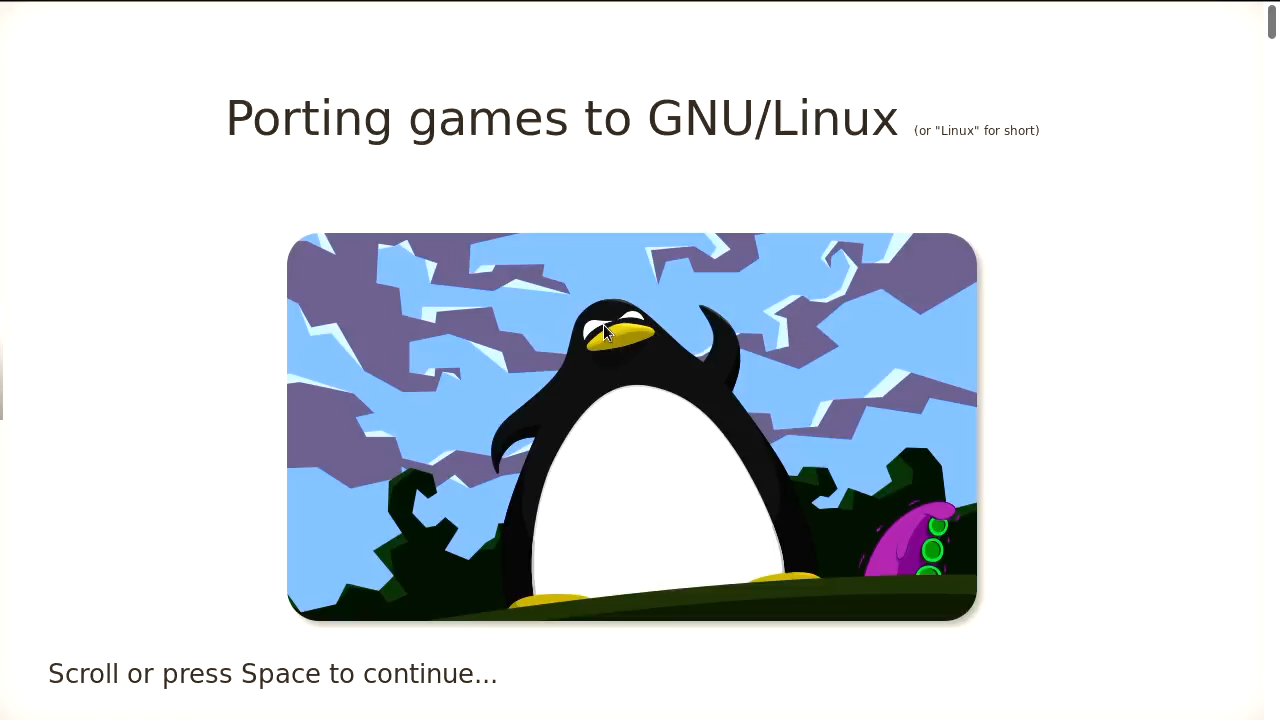 Porting games to GNU/Linux (or "Linux" for short)
Scroll or press Space to continue...